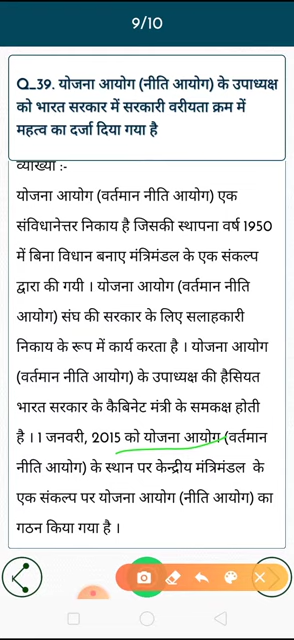 9/10
Q_39. योजना आयोग (नीति आयोग) के उपाध्यक्ष
को भारत सरकार में सरकारी वरीयता क्रम में
महत्व का दर्जा दिया गया है
व्याख्या :-
योजना आयोग (वर्तमान नीति आयोग) एक
संविधानेत्तर निकाय है जिसकी स्थापना वर्ष 1950
में बिना विधान बनाए मंत्रिमंडल के एक संकल्प
द्वारा की गयी । योजना आयोग (वर्तमान नीति
आयोग) संघ की सरकार के लिए सलाहकारी
निकाय के रूप में कार्य करता है । योजना आयोग
(वर्तमान नीति आयोग) के उपाध्यक्ष की हैसियत
भारत सरकार के कैबिनेट मंत्री के समकक्ष होती
है । 1 जनवरी, 2015 को योजना आयोग (वर्तमान
नीति आयोग) के स्थान पर केन्द्रीय मंत्रिमंडल के
एक संकल्प पर योजना आयोग (नीति आयोग) का
गठन किया गया है ।